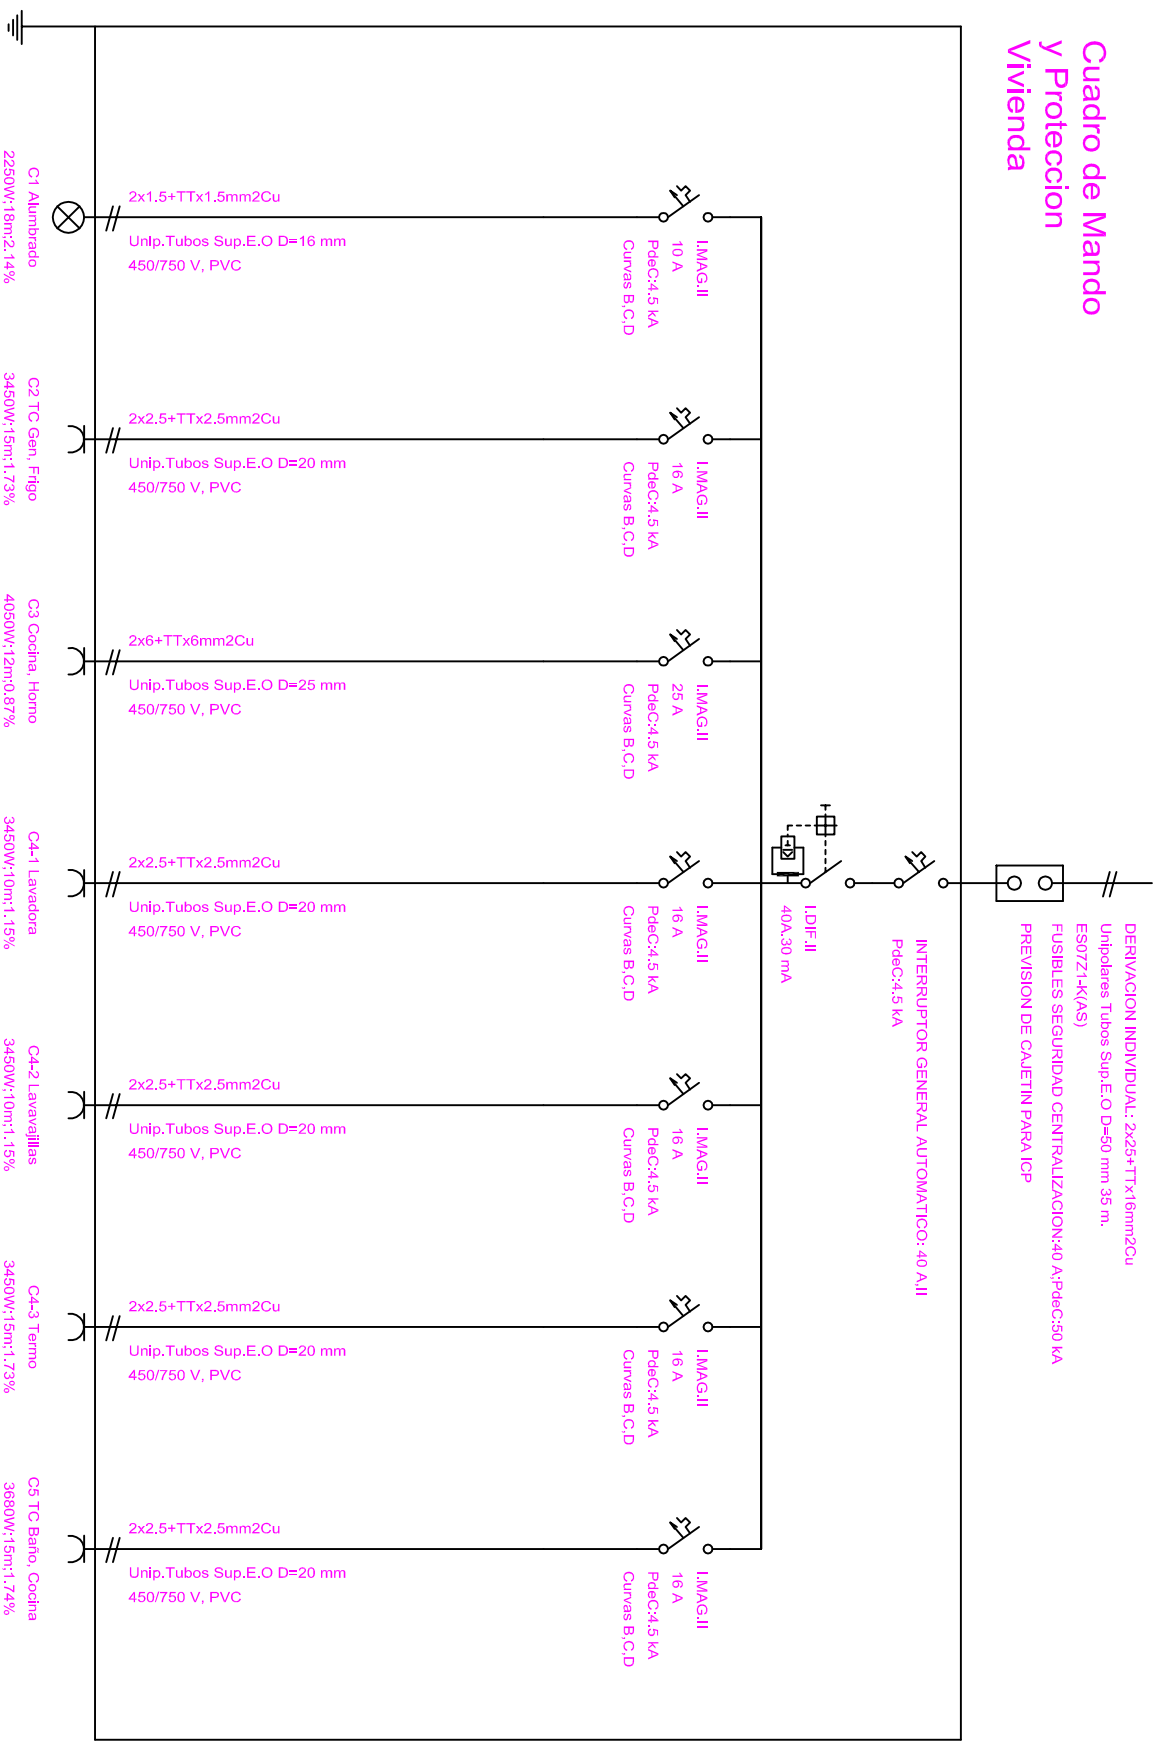 Cuadro de Mando
y Proteccion
Vivienda
DERIVACION INDIVIDUAL: 2x25+TTx16mm2Cu
Unipolares Tubos Sup.E.O D=50 mm 35 m.
ES07Z1-K(AS)
FUSIBLES SEGURIDAD CENTRALIZACION:40 A;PdeC:50 kA
PREVISION DE CAJETIN PARA ICP
INTERRUPTOR GENERAL AUTOMATICO: 40 A,II
PdeC:4.5 kA
I.DIF.II
40A.30 mA
I.MAG.II
10 A
PdeC:4.5 kA
Curvas B,C,D
2x1.5+TTx1.5mm2Cu
Unip.Tubos Sup.E.O D=16 mm
450/750 V, PVC
C1 Alumbrado
2250W;18m;2.14%
I.MAG.II
16 A
PdeC:4.5 kA
Curvas B,C,D
2x2.5+TTx2.5mm2Cu
Unip.Tubos Sup.E.O D=20 mm
450/750 V, PVC
C2 TC Gen, Frigo
3450W;15m;1.73%
I.MAG.II
25 A
PdeC:4.5 kA
Curvas B,C,D
2x6+TTx6mm2Cu
Unip.Tubos Sup.E.O D=25 mm
450/750 V, PVC
C3 Cocina, Horno
4050W;12m;0.87%
I.MAG.II
16 A
PdeC:4.5 kA
Curvas B,C,D
2x2.5+TTx2.5mm2Cu
Unip.Tubos Sup.E.O D=20 mm
450/750 V, PVC
C4-1 Lavadora
3450W;10m;1.15%
I.MAG.II
16 A
PdeC:4.5 kA
Curvas B,C,D
2x2.5+TTx2.5mm2Cu
Unip.Tubos Sup.E.O D=20 mm
450/750 V, PVC
C4-2 Lavavajillas
3450W;10m;1.15%
I.MAG.II
16 A
PdeC:4.5 kA
Curvas B,C,D
2x2.5+TTx2.5mm2Cu
Unip.Tubos Sup.E.O D=20 mm
450/750 V, PVC
C4-3 Termo
3450W;15m;1.73%
I.MAG.II
16 A
PdeC:4.5 kA
Curvas B,C,D
2x2.5+TTx2.5mm2Cu
Unip.Tubos Sup.E.O D=20 mm
450/750 V, PVC
C5 TC Baño, Cocina
3680W;15m;1.74%